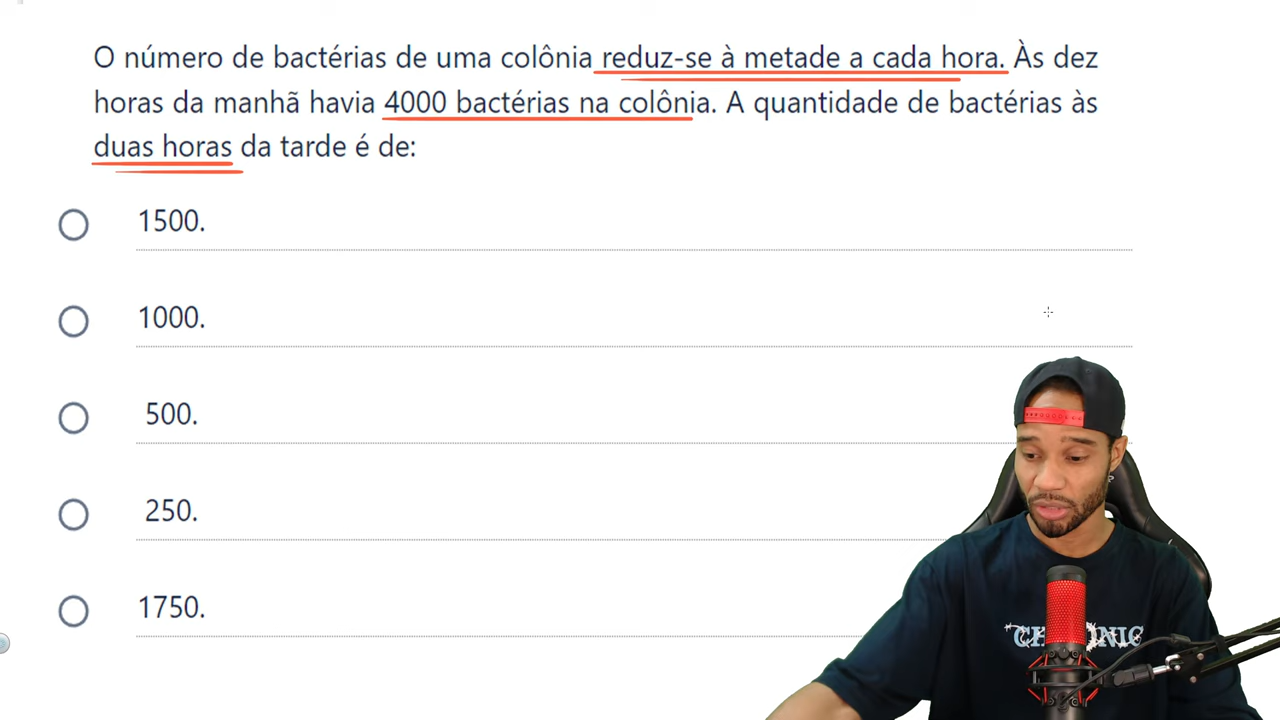 O número de bactérias de uma colônia reduz-se à metade a cada hora. Às dez
horas da manhã havia 4000 bactérias na colônia. A quantidade de bactérias às
duas horas da tarde é de:
1500.
1000.
500.
250.
1750.